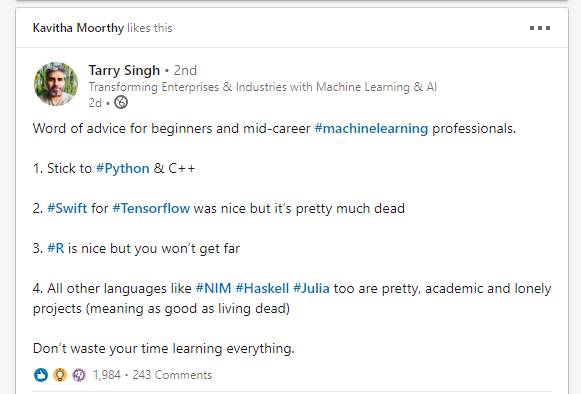 Kavitha Moorthy likes this
Tarry Singh • 2nd
Transforming Enterprises & Industries with Machine Learning & AI
2d •
Word of advice for beginners and mid-career #machinelearning professionals.
1. Stick to #Python & C++
2. #Swift for #Tensorflow was nice but it's pretty much dead
3. #R is nice but you won't get far
4. All other languages like #NIM #Haskell #Julia too are pretty, academic and lonely
projects (meaning as good as living dead)
Don't waste your time learning everything.
1,984 • 243 Comments